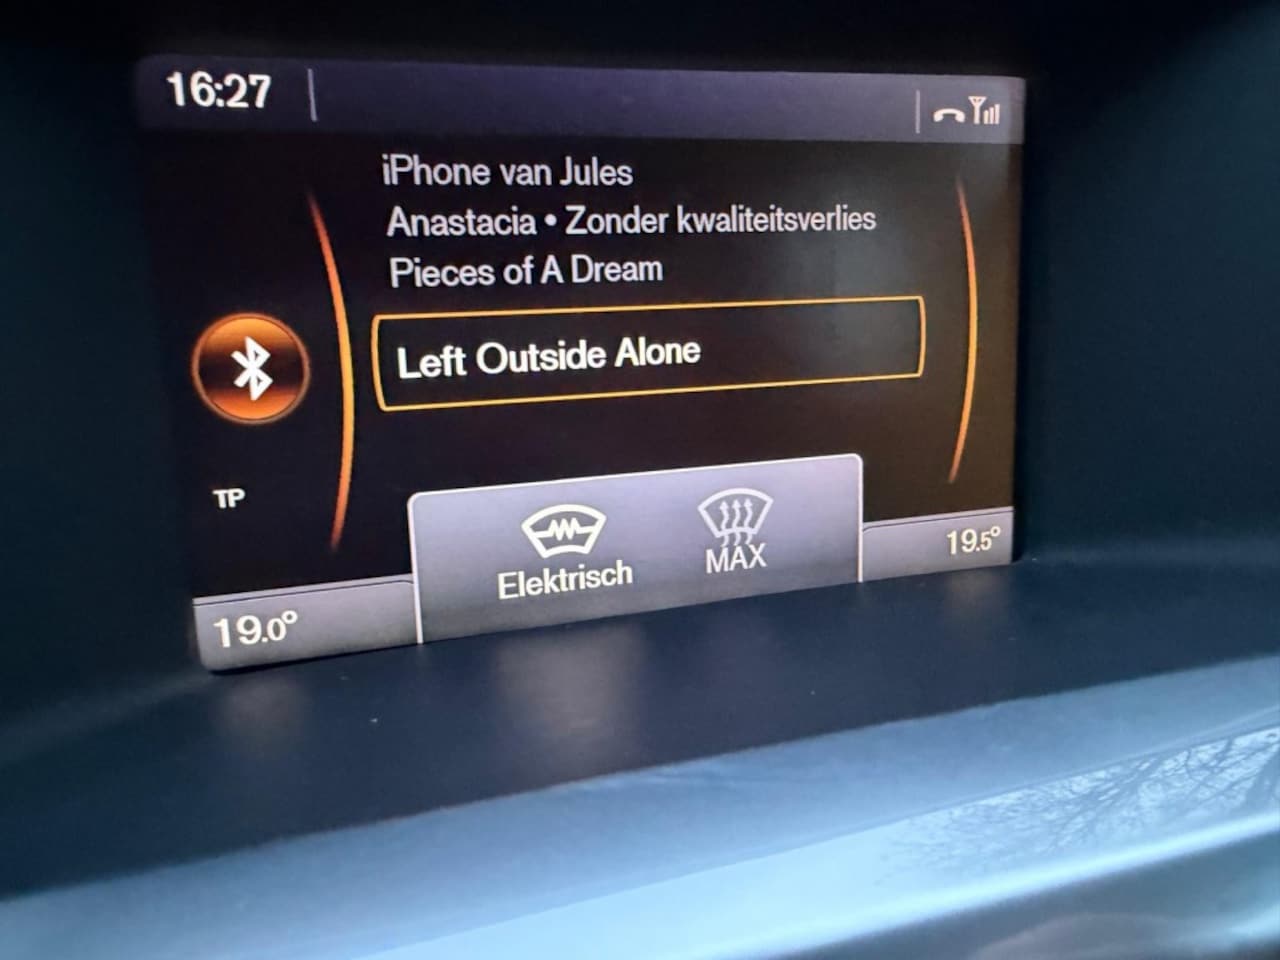 16:27
iPhone van Jules
Anastacia • Zonder kwaliteitsverlies
Pieces of A Dream
Left Outside Alone
TP
Elektrisch
MAX
19.0°
19.5°